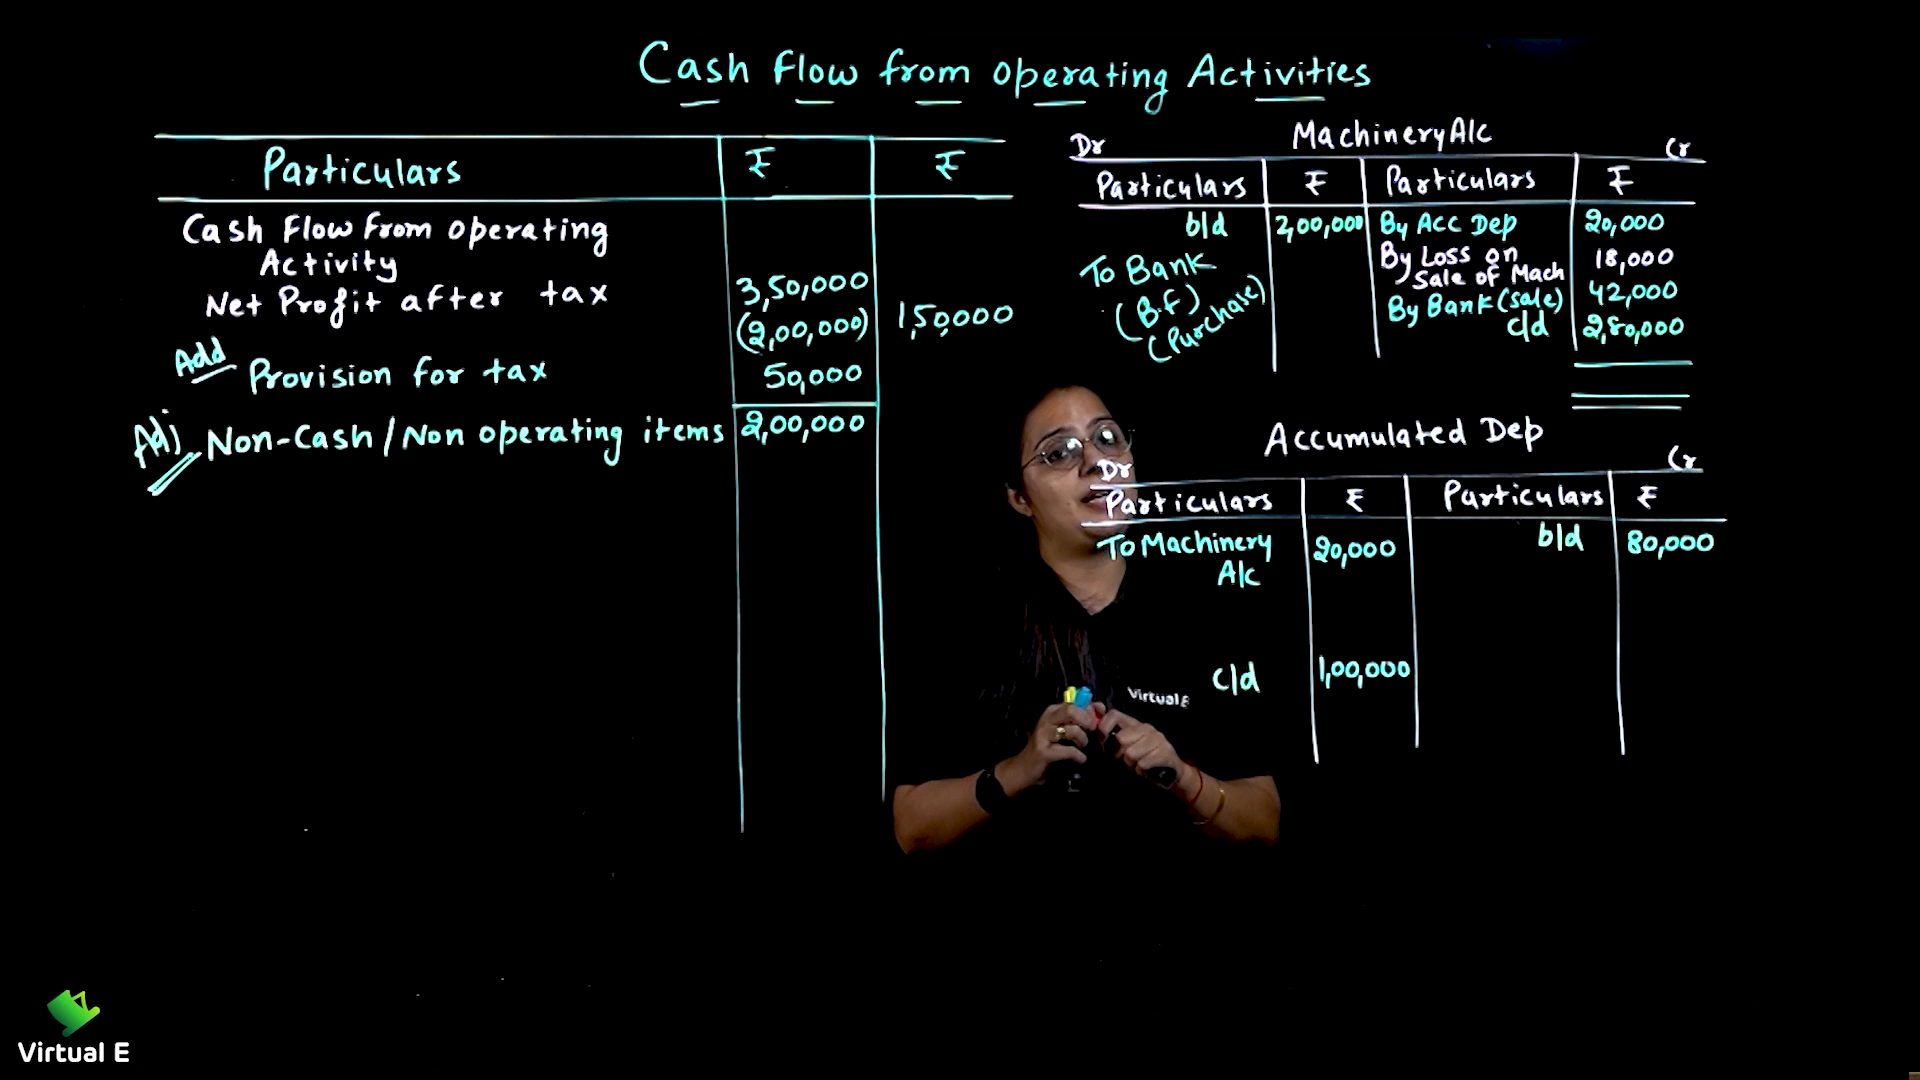 Cash Flow from operating Activities
Particulars ₹ ₹
Cash Flow from operating
Activity
Net Profit after tax 3,50,000
(2,00,000) 1,50,000
Add Provision for tax 50,000
Adj Non-Cash/Non operating items 2,00,000
Machinery A/c
Dr Cr
Particulars ₹ Particulars ₹
b/d 2,00,000 By Acc Dep 20,000
To Bank By Loss on 18,000
Sale of Mach
(B.F) By Bank (sale) 42,000
(Purchase) c/d 2,80,000
Accumulated Dep
Dr Cr
Particulars ₹ Particulars ₹
To Machinery 20,000 b/d 80,000
A/c
c/d 1,00,000
Virtual E
Virtual E